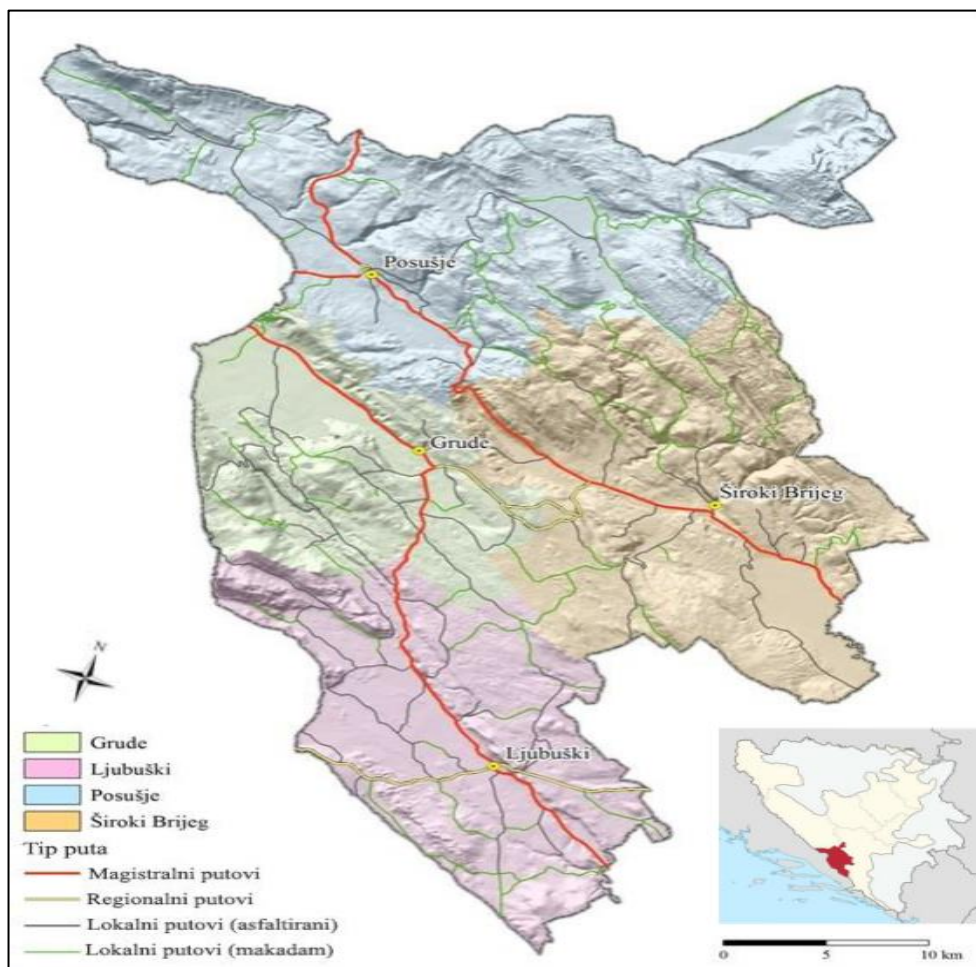 Posušje
Grude
Široki Brijeg
Ljubuški
N
Grude
Ljubuški
Posušje
Široki Brijeg
Tip puta
Magistralni putovi
Regionalni putovi
Lokalni putovi (asfaltirani)
Lokalni putovi (makadam)
0 5 10 km